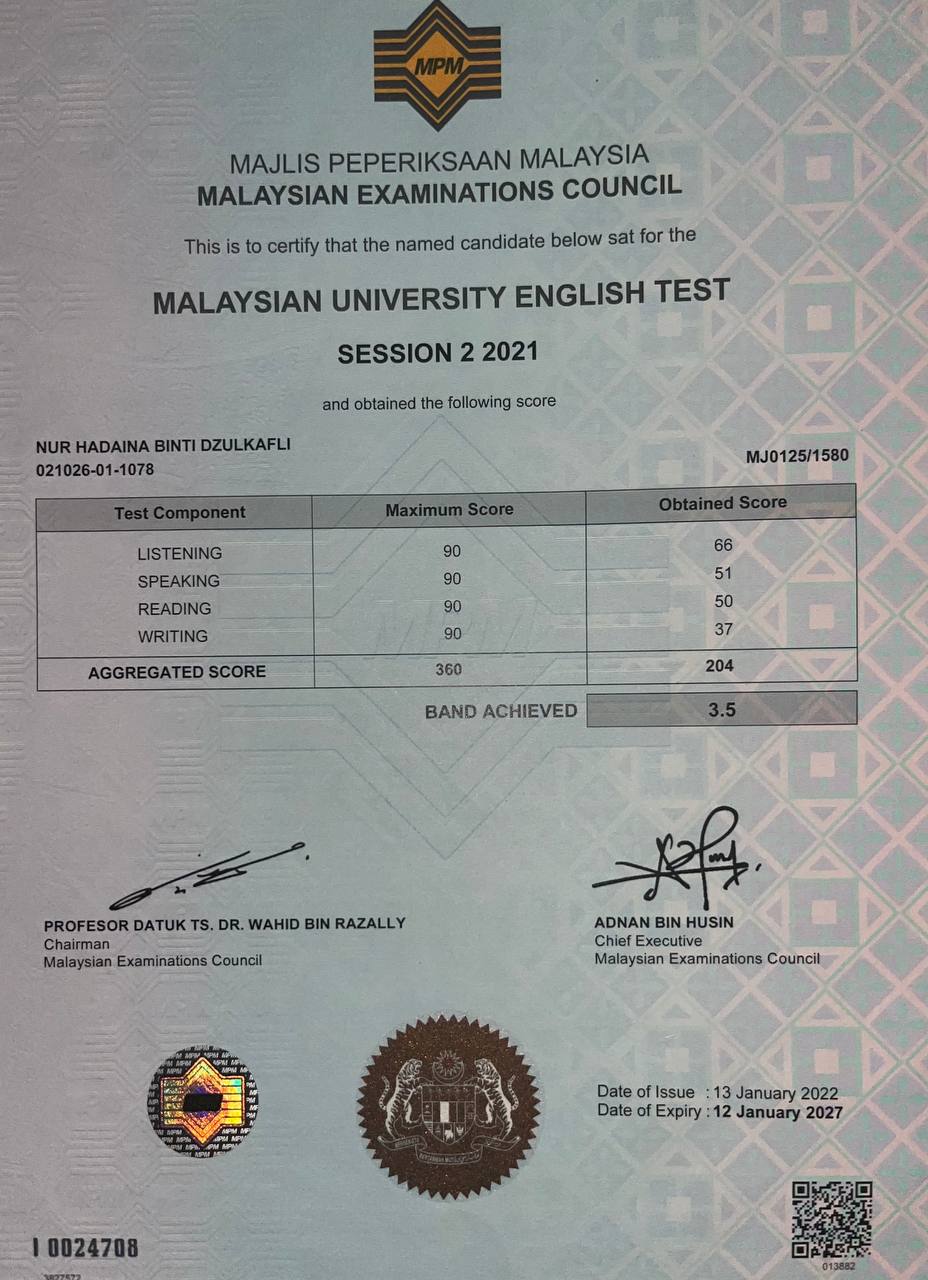 MPM
MAJLIS PEPERIKSAAN MALAYSIA
MALAYSIAN EXAMINATIONS COUNCIL
This is to certify that the named candidate below sat for the
MALAYSIAN UNIVERSITY ENGLISH TEST
SESSION 2 2021
and obtained the following score
NUR HADAINA BINTI DZULKAFLI
021026-01-1078 MJ0125/1580
Test Component Maximum Score Obtained Score
LISTENING 90 66
SPEAKING 90 51
READING 90 50
WRITING 90 37
AGGREGATED SCORE 360 204
BAND ACHIEVED 3.5
PROFESOR DATUK TS. DR. WAHID BIN RAZALLY
Chairman
Malaysian Examinations Council
ADNAN BIN HUSIN
Chief Executive
Malaysian Examinations Council
Date of Issue : 13 January 2022
Date of Expiry : 12 January 2027
I 0024708
013882